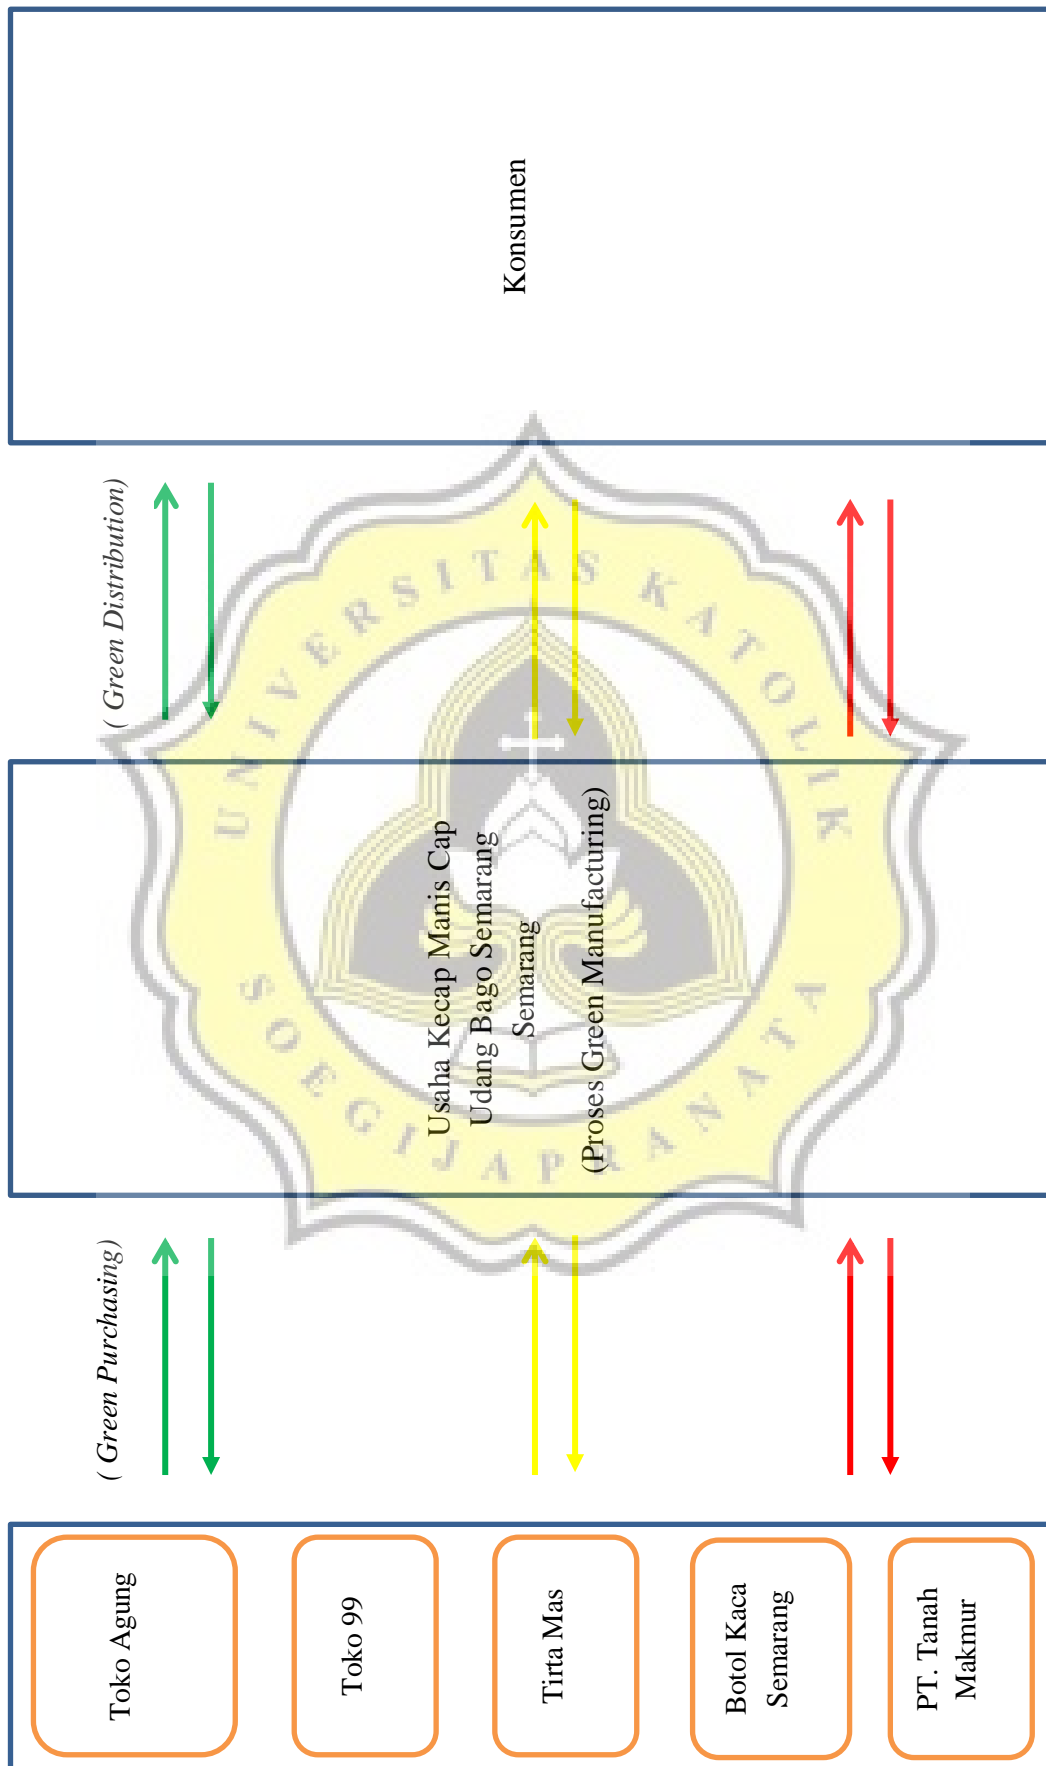 Toko Agung
Toko 99
Tirta Mas
Botol Kaca
Semarang
PT. Tanah
Makmur
( Green Purchasing)
Usaha Kecap Manis Cap
Udang Bago Semarang
Semarang
(Proses Green Manufacturing)
( Green Distribution)
Konsumen
UNIVERSITAS KATOLIK
SOEGIJAPRANATA